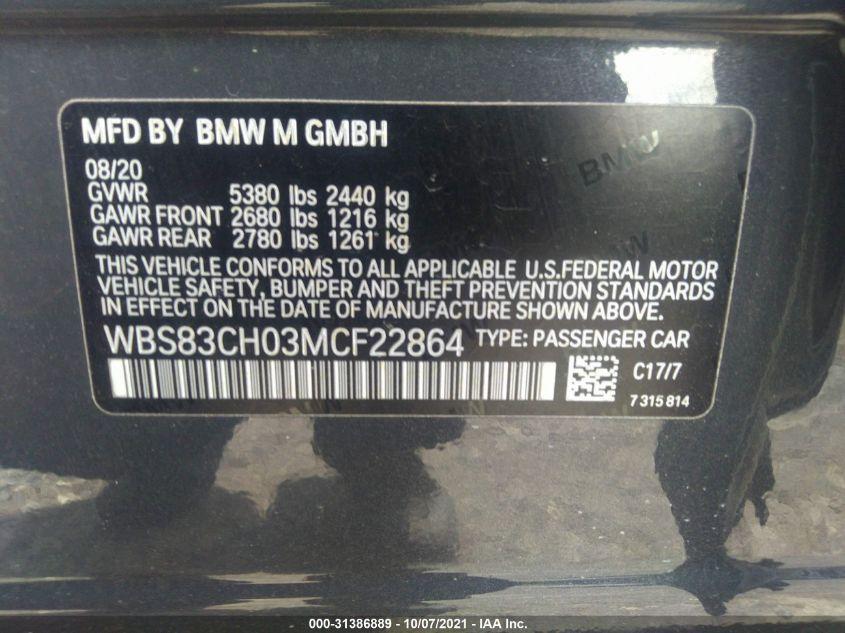 MFD BY BMW M GMBH
08/20
GVWR 5380 lbs 2440 kg
GAWR FRONT 2680 lbs 1216 kg
GAWR REAR 2780 lbs 1261 kg
THIS VEHICLE CONFORMS TO ALL APPLICABLE U.S.FEDERAL MOTOR
VEHICLE SAFETY, BUMPER AND THEFT PREVENTION STANDARDS
IN EFFECT ON THE DATE OF MANUFACTURE SHOWN ABOVE.
WBS83CH03MCF22864 TYPE: PASSENGER CAR
C17/7
7 315 814
BMW
BMW
000-31386889 - 10/07/2021 - IAA Inc.